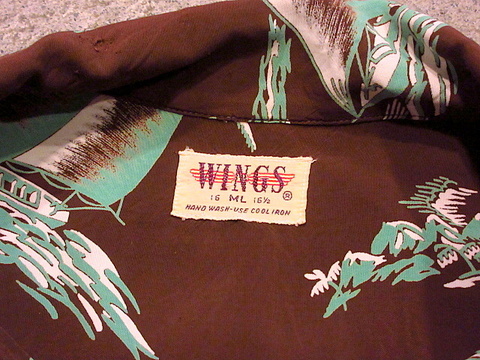 WINGS ®
16 ML 16½
HAND WASH-USE COOL IRON